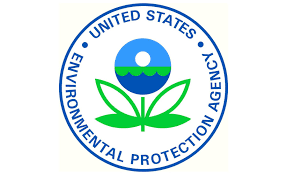 UNITED STATES
ENVIRONMENTAL PROTECTION AGENCY